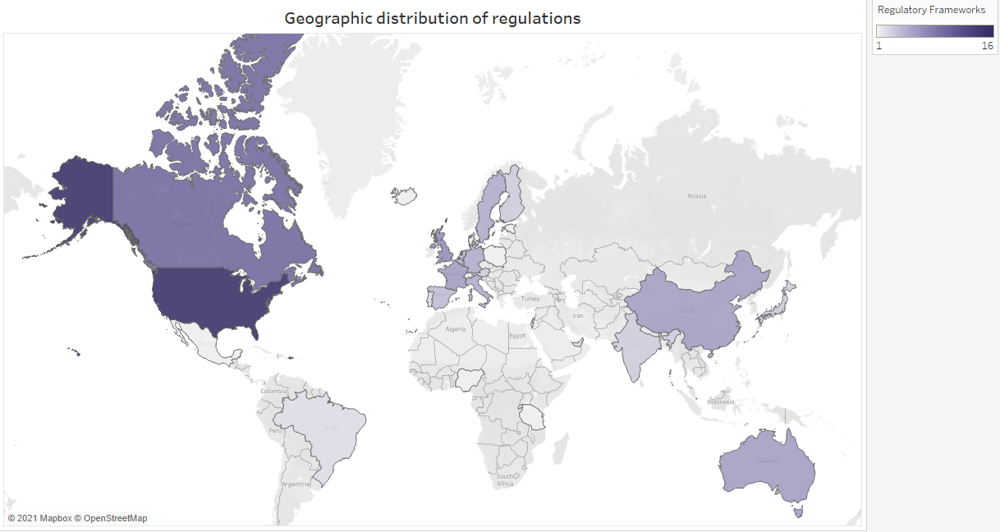 Geographic distribution of regulations
Regulatory Frameworks
1 16
Canada
Russia
China
Turkey
Iran
Algeria
Egypt
India
Colombia
Indonesia
Brazil
Peru
Australia
South
Africa
Argentina
© 2021 Mapbox © OpenStreetMap